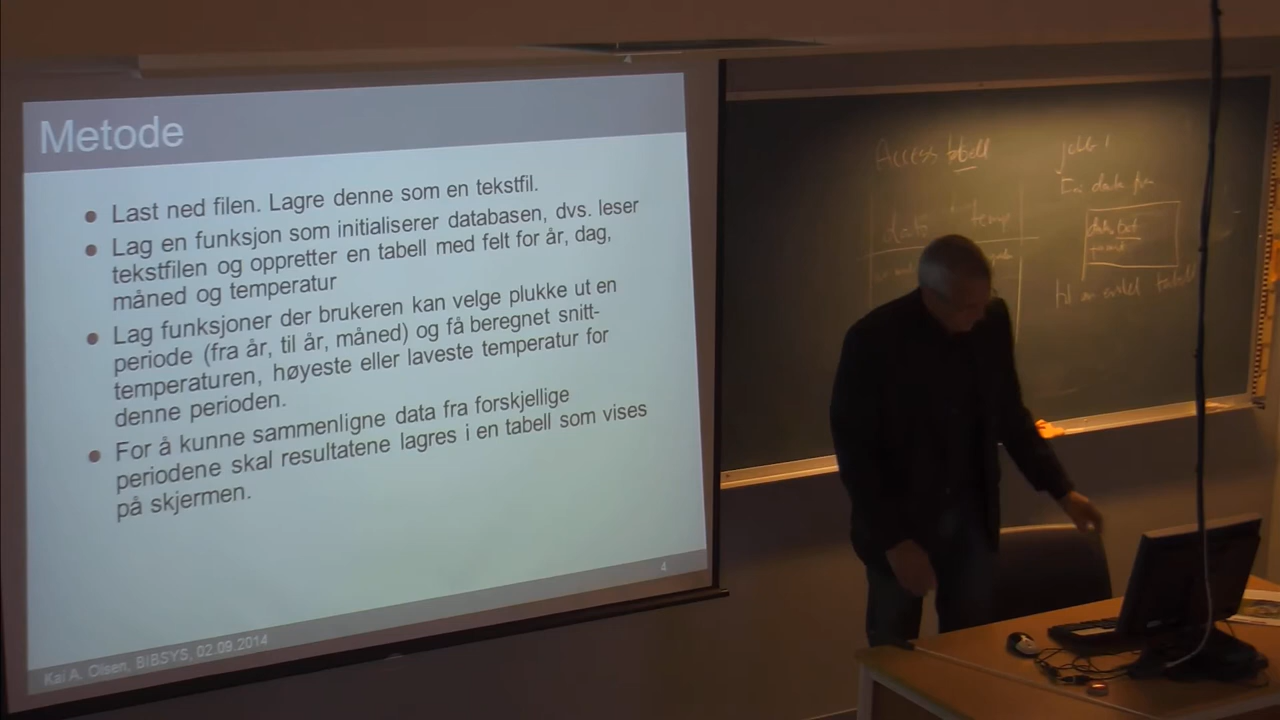 Metode
Last ned filen. Lagre denne som en tekstfil.
Lag en funksjon som initialiserer databasen, dvs. leser
tekstfilen og oppretter en tabell med felt for år, dag,
måned og temperatur
Lag funksjoner der brukeren kan velge plukke ut en
periode (fra år, til år, måned) og få beregnet snitt-
temperaturen, høyeste eller laveste temperatur for
denne perioden.
For å kunne sammenligne data fra forskjellige
periodene skal resultatene lagres i en tabell som vises
på skjermen.
4
Kai A. Olsen, BIBSYS, 02.09.2014
Access
dato temp
data fra